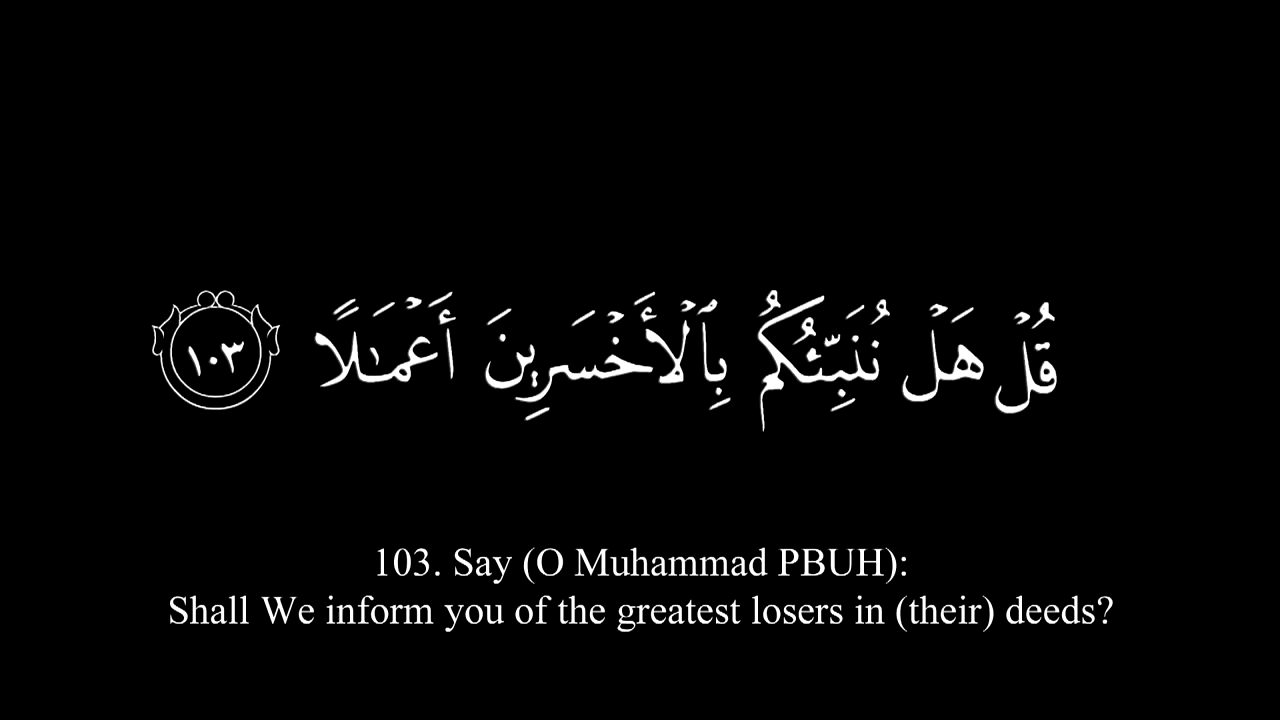 قُلْ هَلْ نُنَبِّئُكُم بِٱلْأَخْسَرِينَ أَعْمَـٰلًا ١٠٣
103. Say (O Muhammad PBUH):
Shall We inform you of the greatest losers in (their) deeds?